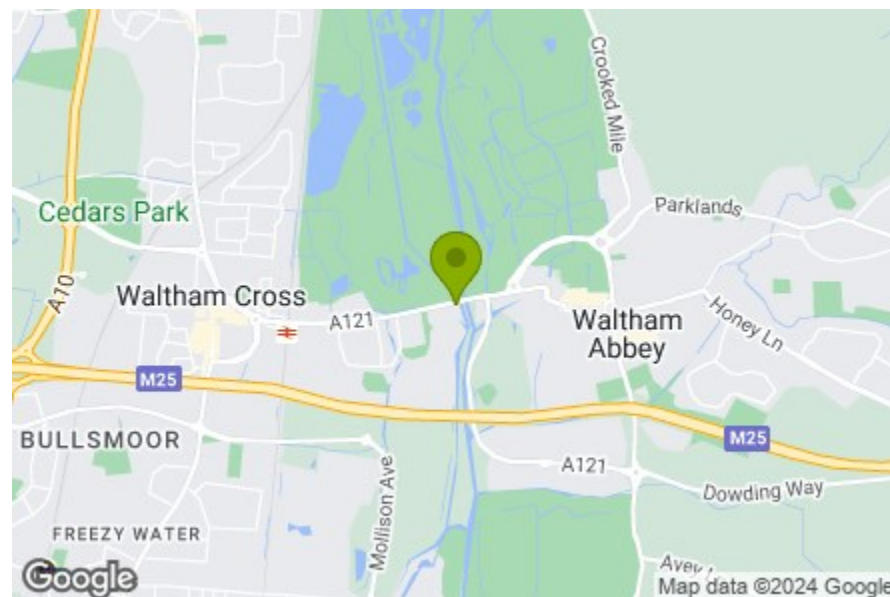 Crooked Mile
Parklands
Cedars Park
A10
Waltham Cross
A121
Waltham
Abbey
Honey Ln
M25
BULLSMOOR
M25
A121
Dowding Way
Mollison Ave
FREEZY WATER
Avey
Google
Map data ©2024 Google